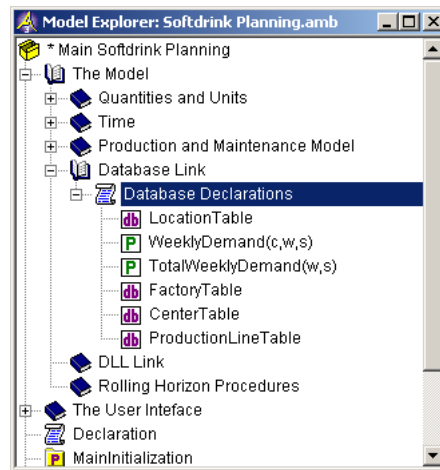 Model Explorer: Softdrink Planning.amb
* Main Softdrink Planning
The Model
Quantities and Units
Time
Production and Maintenance Model
Database Link
Database Declarations
db LocationTable
P WeeklyDemand(c,w,s)
P TotalWeeklyDemand(w,s)
db FactoryTable
db CenterTable
db ProductionLineTable
DLL Link
Rolling Horizon Procedures
The User Inteface
Declaration
P MainInitialization